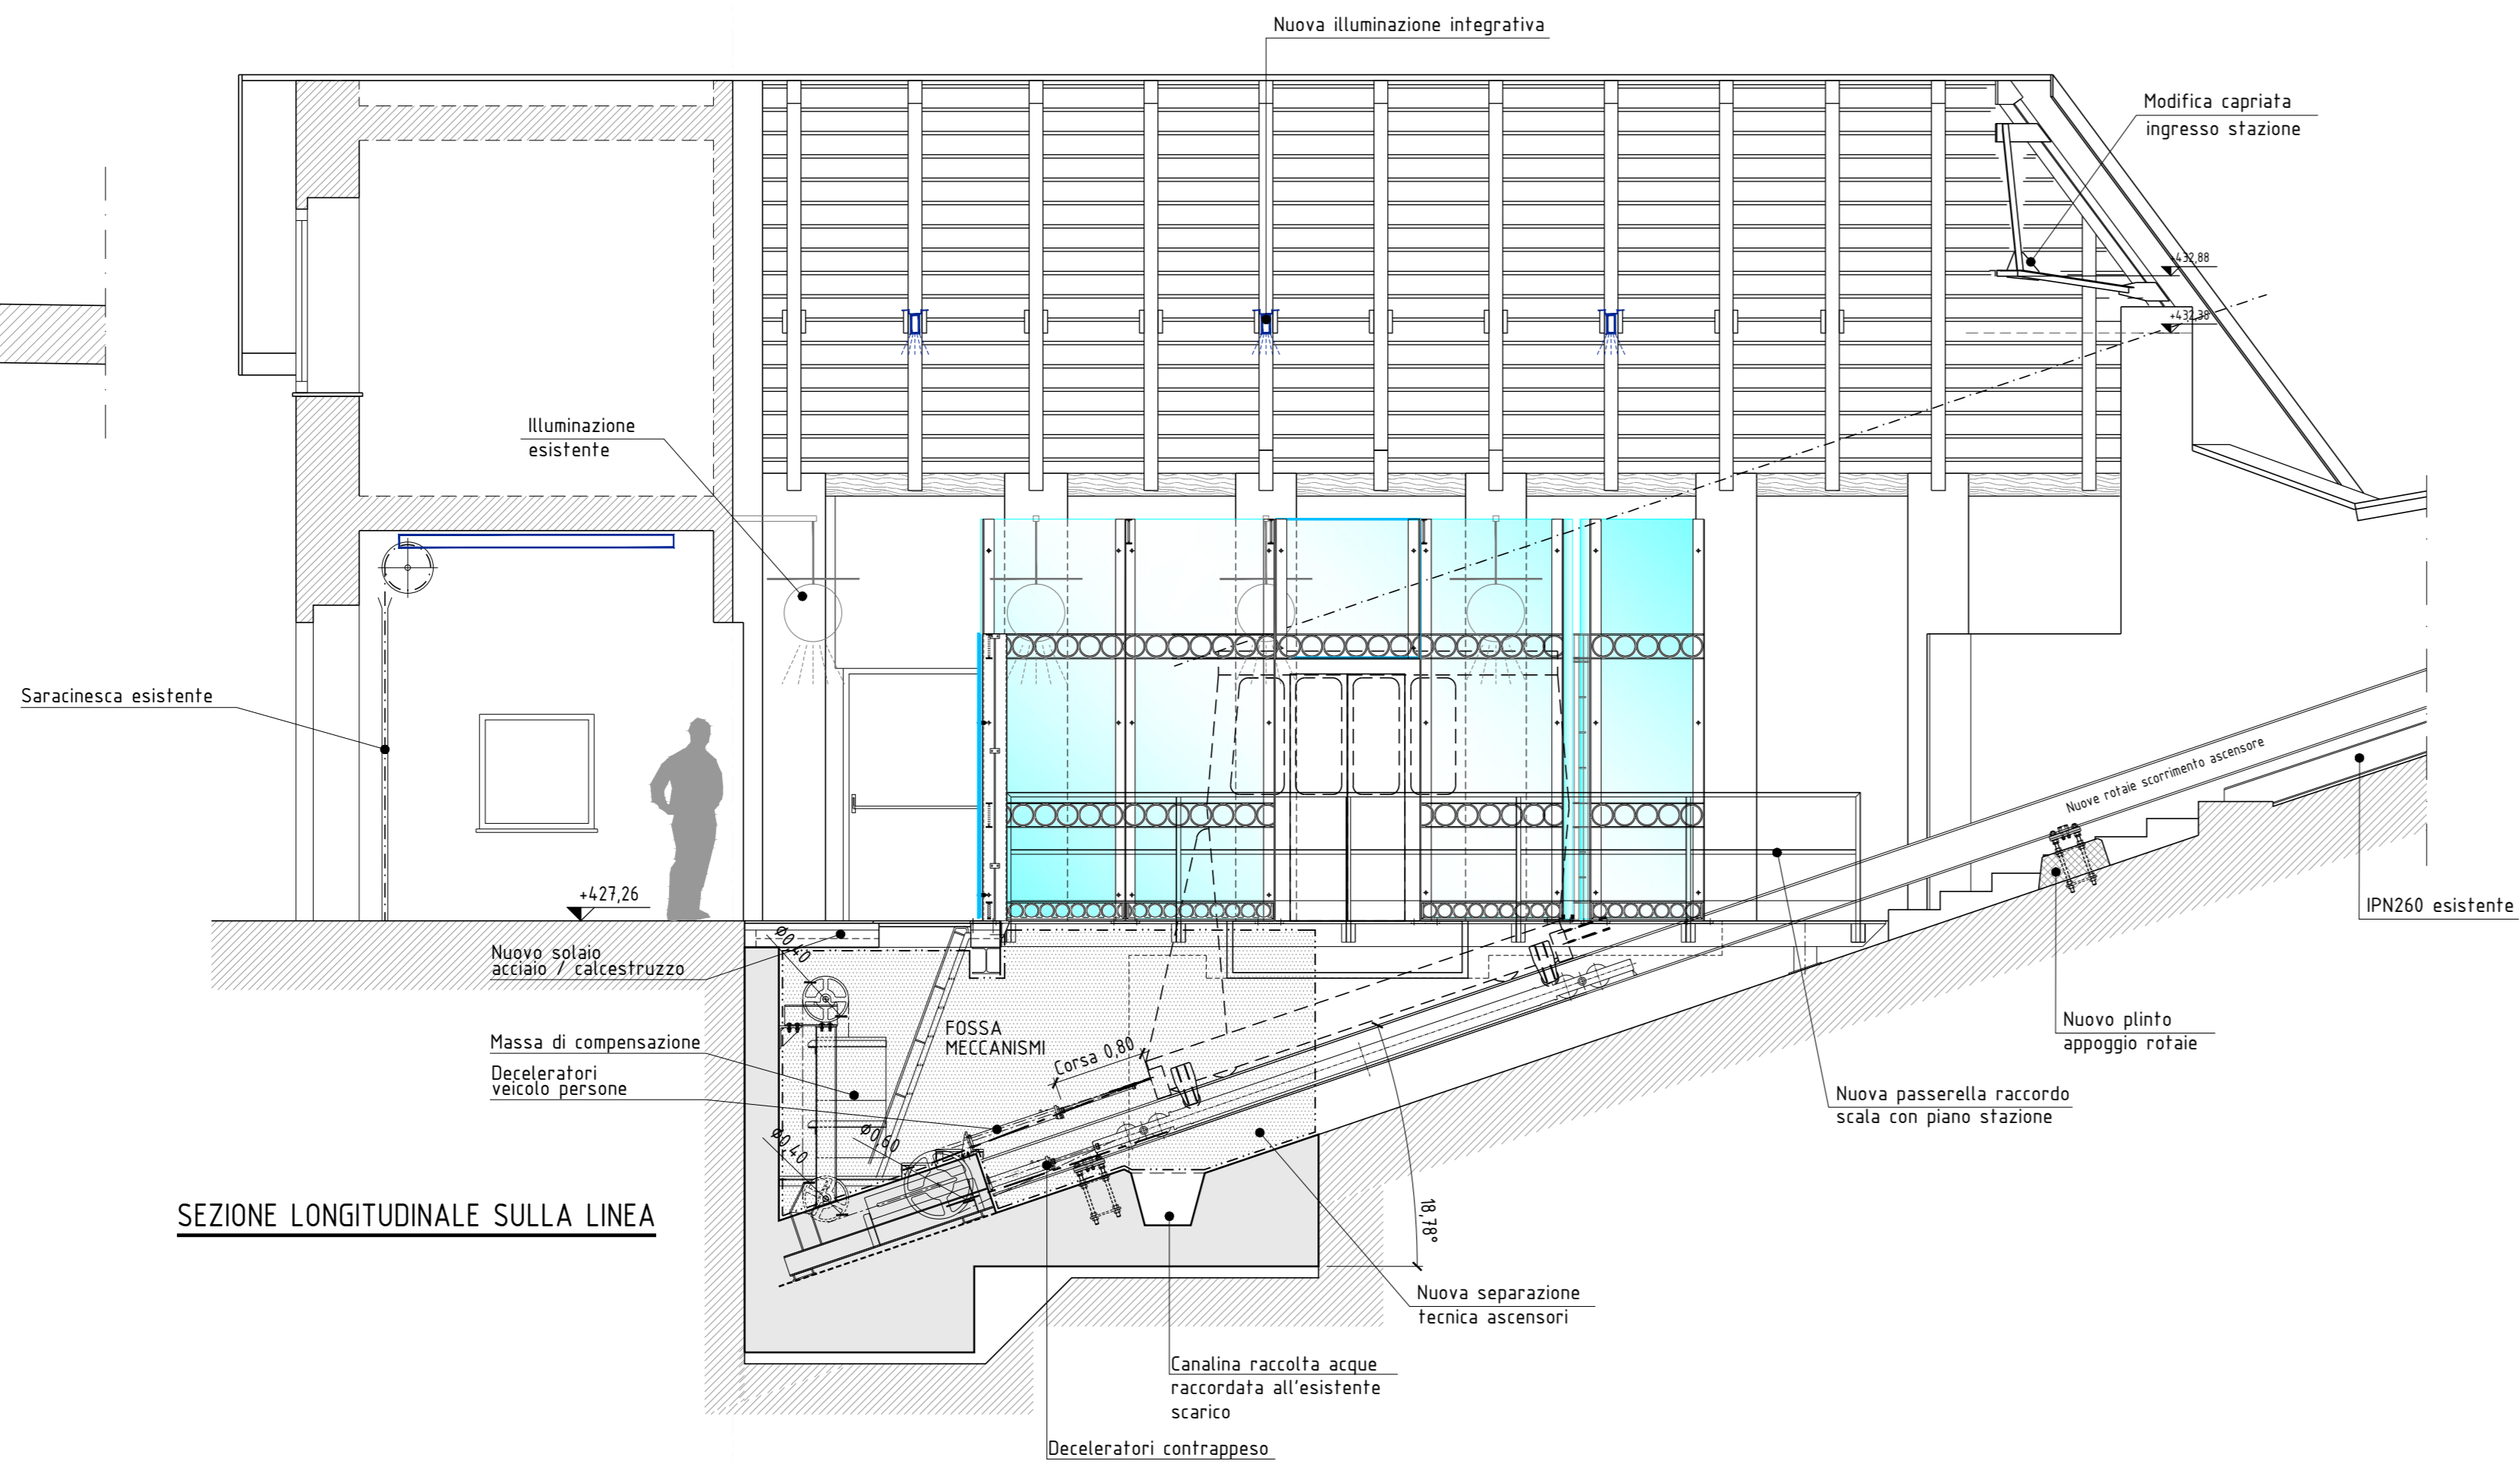 Nuova illuminazione integrativa
Modifica capriata
ingresso stazione
+432,88
+432,38
Illuminazione
esistente
Saracinesca esistente
Nuove rotaie scorrimento ascensore
+427,26
IPN260 esistente
Nuovo solaio
acciaio / calcestruzzo
Ø0,40
FOSSA
MECCANISMI
Massa di compensazione
Corsa 0,80
Deceleratori
veicolo persone
Ø0,60
Ø0,40
Nuovo plinto
appoggio rotaie
Nuova passerella raccordo
scala con piano stazione
SEZIONE LONGITUDINALE SULLA LINEA
18,78°
Nuova separazione
tecnica ascensori
Canalina raccolta acque
raccordata all'esistente
scarico
Deceleratori contrappeso